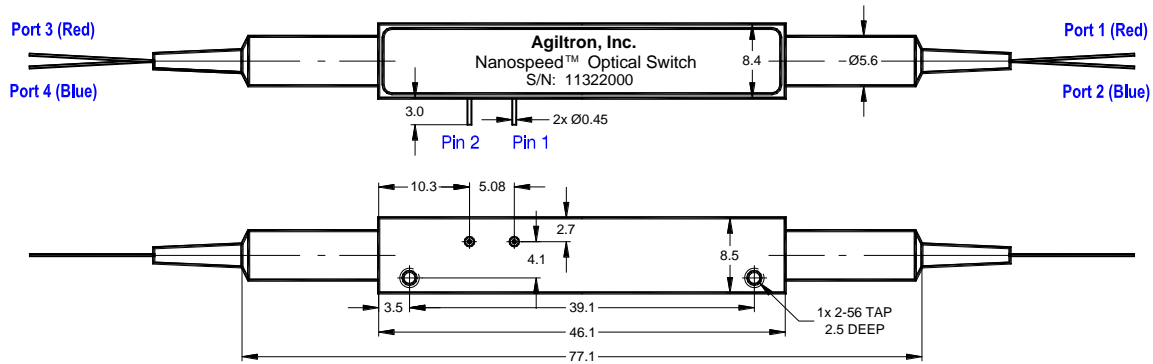 Port 3 (Red)
Port 4 (Blue)
Agiltron, Inc.
Nanospeed™ Optical Switch
S/N: 11322000
8.4
Ø5.6
Port 1 (Red)
Port 2 (Blue)
3.0
2x Ø0.45
Pin 2
Pin 1
10.3
5.08
2.7
4.1
8.5
3.5
39.1
1x 2-56 TAP
2.5 DEEP
46.1
77.1